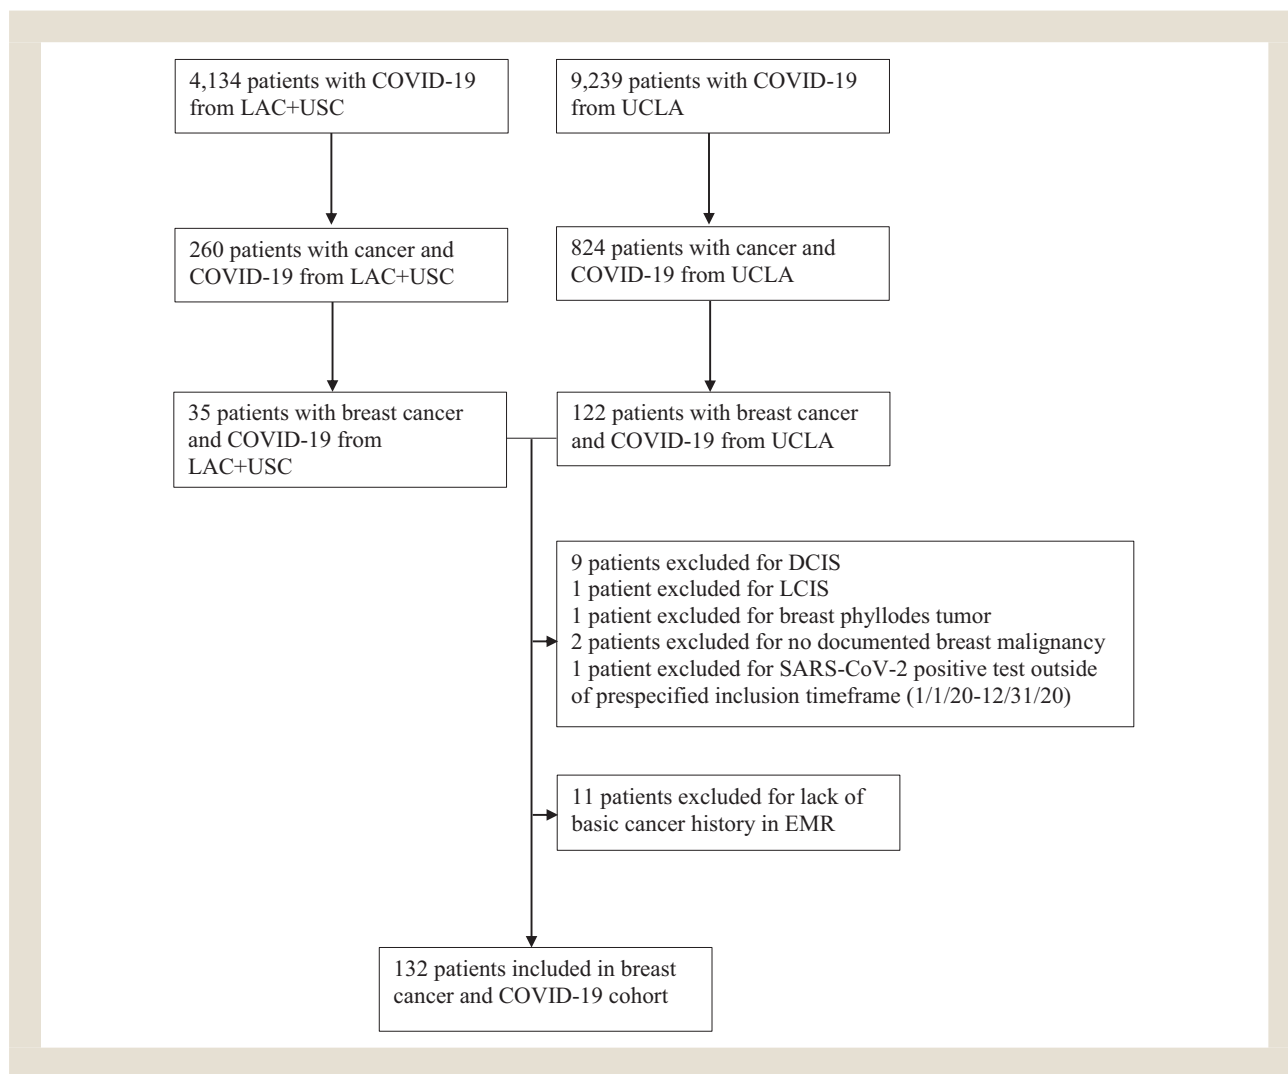 4,134 patients with COVID-19
from LAC+USC
9,239 patients with COVID-19
from UCLA
260 patients with cancer and
COVID-19 from LAC+USC
824 patients with cancer and
COVID-19 from UCLA
35 patients with breast cancer
and COVID-19 from
LAC+USC
122 patients with breast cancer
and COVID-19 from UCLA
9 patients excluded for DCIS
1 patient excluded for LCIS
1 patient excluded for breast phyllodes tumor
2 patients excluded for no documented breast malignancy
1 patient excluded for SARS-CoV-2 positive test outside
of prespecified inclusion timeframe (1/1/20-12/31/20)
11 patients excluded for lack of
basic cancer history in EMR
132 patients included in breast
cancer and COVID-19 cohort